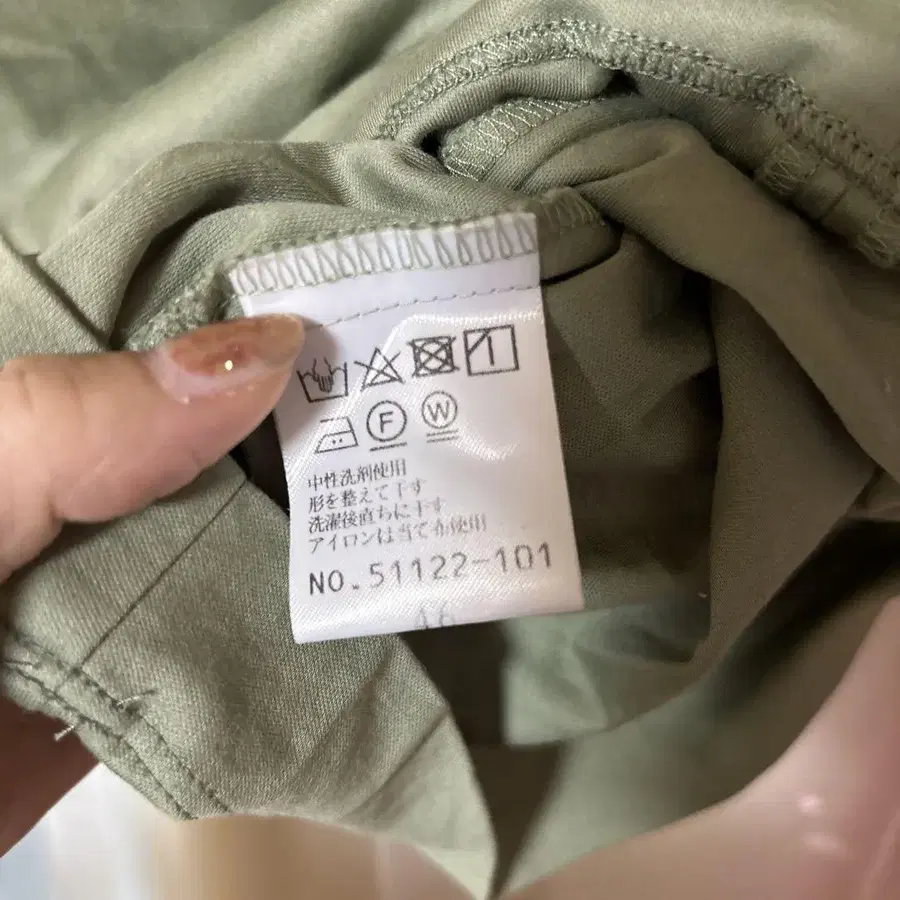 F W
中性洗剤使用
形を整えて干す
洗濯後直ちに干す
アイロンは当て布使用
NO.51122-101
46